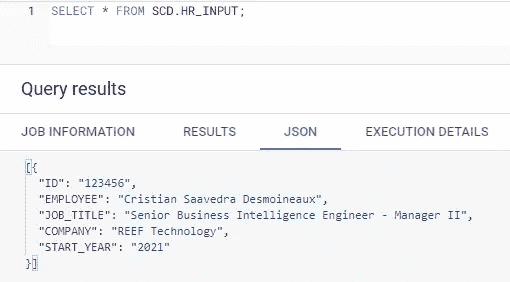 1 SELECT * FROM SCD.HR_INPUT;
Query results
JOB INFORMATION RESULTS JSON EXECUTION DETAILS
[{
"ID": "123456",
"EMPLOYEE": "Cristian Saavedra Desmoineaux",
"JOB_TITLE": "Senior Business Intelligence Engineer - Manager II",
"COMPANY": "REEF Technology",
"START_YEAR": "2021"
}]